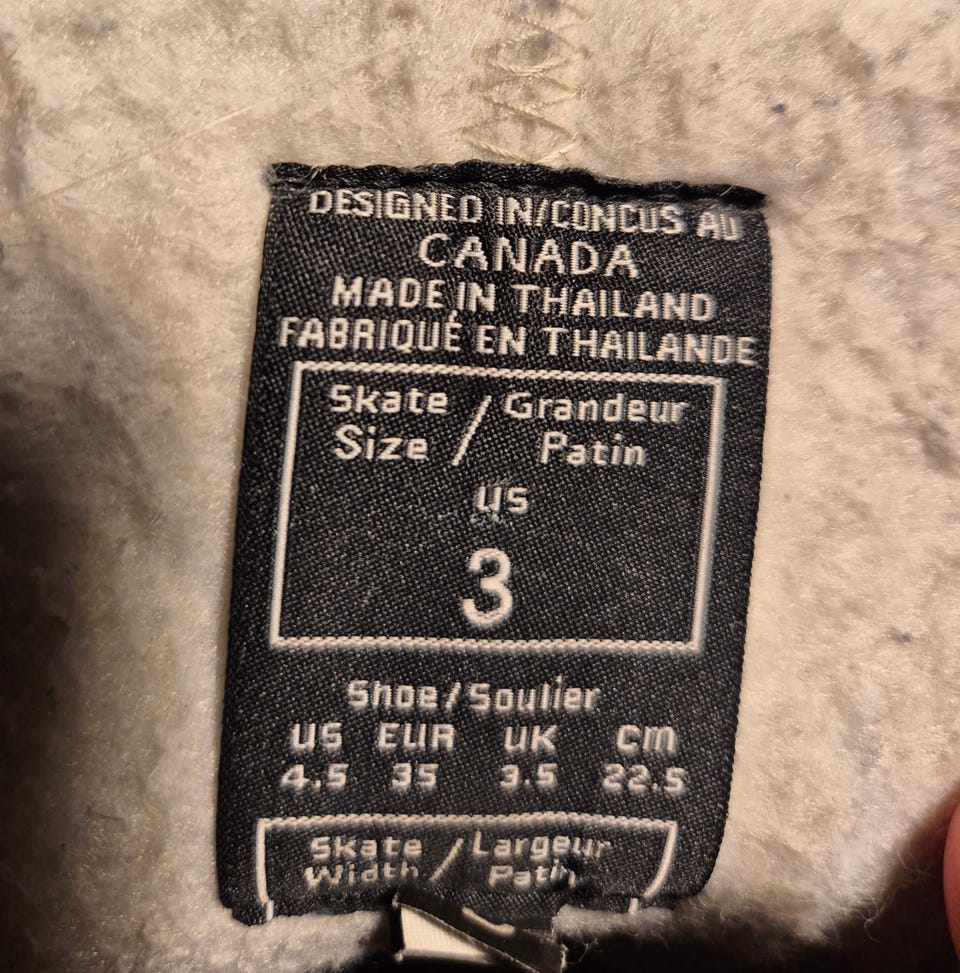 DESIGNED IN/CONCUS AU
CANADA
MADE IN THAILAND
FABRIQUÉ EN THAILANDE
Skate Size / Grandeur Patin
US
3
Shoe/Soulier
US EUR UK cm
4.5 35 3.5 22.5
Skate Width / Largeur Patin